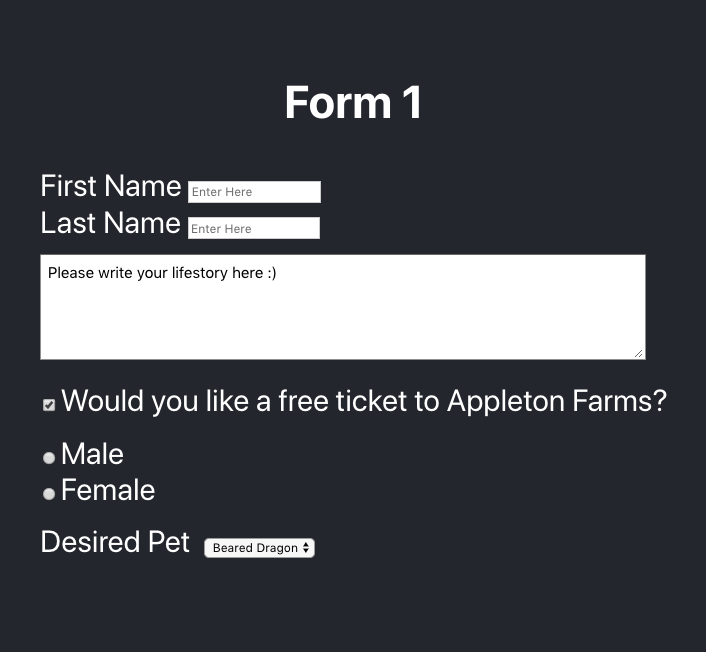 Form 1
First Name Enter Here
Last Name Enter Here
Please write your lifestory here :)
Would you like a free ticket to Appleton Farms?
Male
Female
Desired Pet Beared Dragon